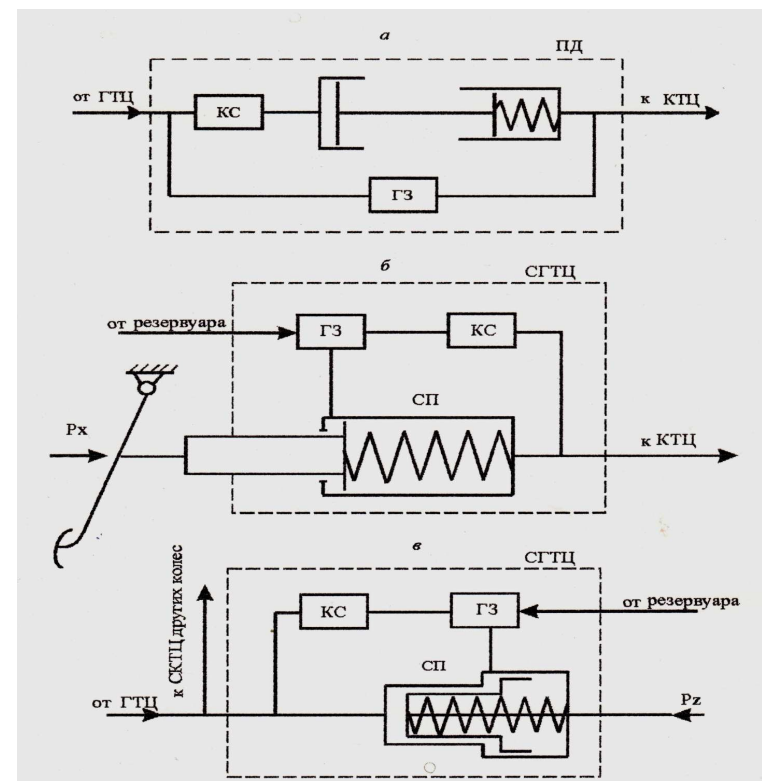 а
ПД
от ГТЦ
КС
к КТЦ
ГЗ
б
СГТЦ
от резервуара
ГЗ
КС
СП
Рх
к КТЦ
в
СГТЦ
к СКТЦ других колес
КС
ГЗ
от резервуара
СП
от ГТЦ
Pz